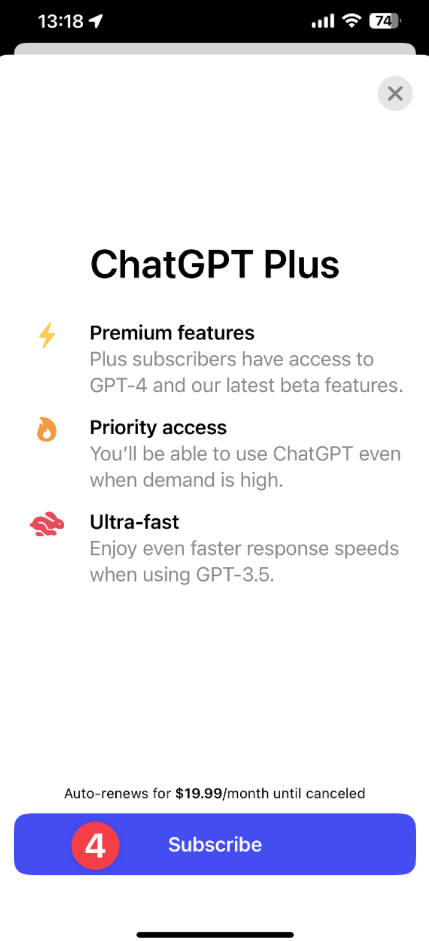 13:18
74
ChatGPT Plus
Premium features
Plus subscribers have access to
GPT-4 and our latest beta features.
Priority access
You'll be able to use ChatGPT even
when demand is high.
Ultra-fast
Enjoy even faster response speeds
when using GPT-3.5.
Auto-renews for $19.99/month until canceled
4 Subscribe